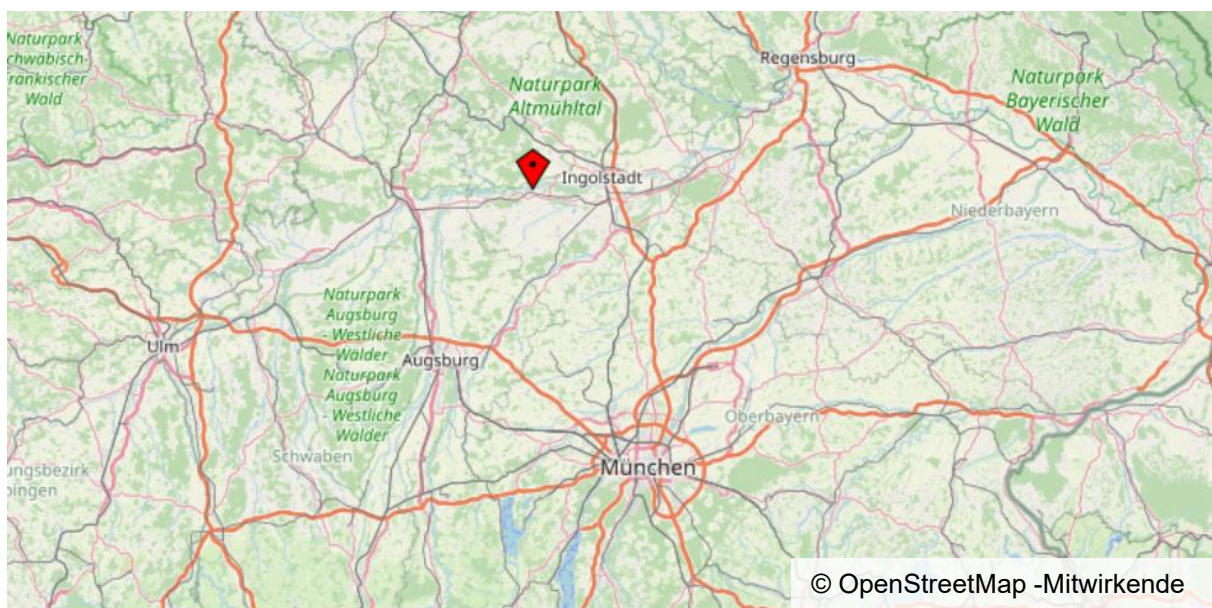 Naturpark
chwäbisch-
ränkischer
Wald
Naturpark
Altmühltal
Regensburg
Naturpark
Bayerischer
Wald
Ingolstadt
Niederbayern
Naturpark
Augsburg
- Westliche
Wälder
Naturpark
Augsburg
- Westliche
Wälder
Ulm
Augsburg
Oberbayern
Schwaben
ungsbezirk
München
© OpenStreetMap -Mitwirkende